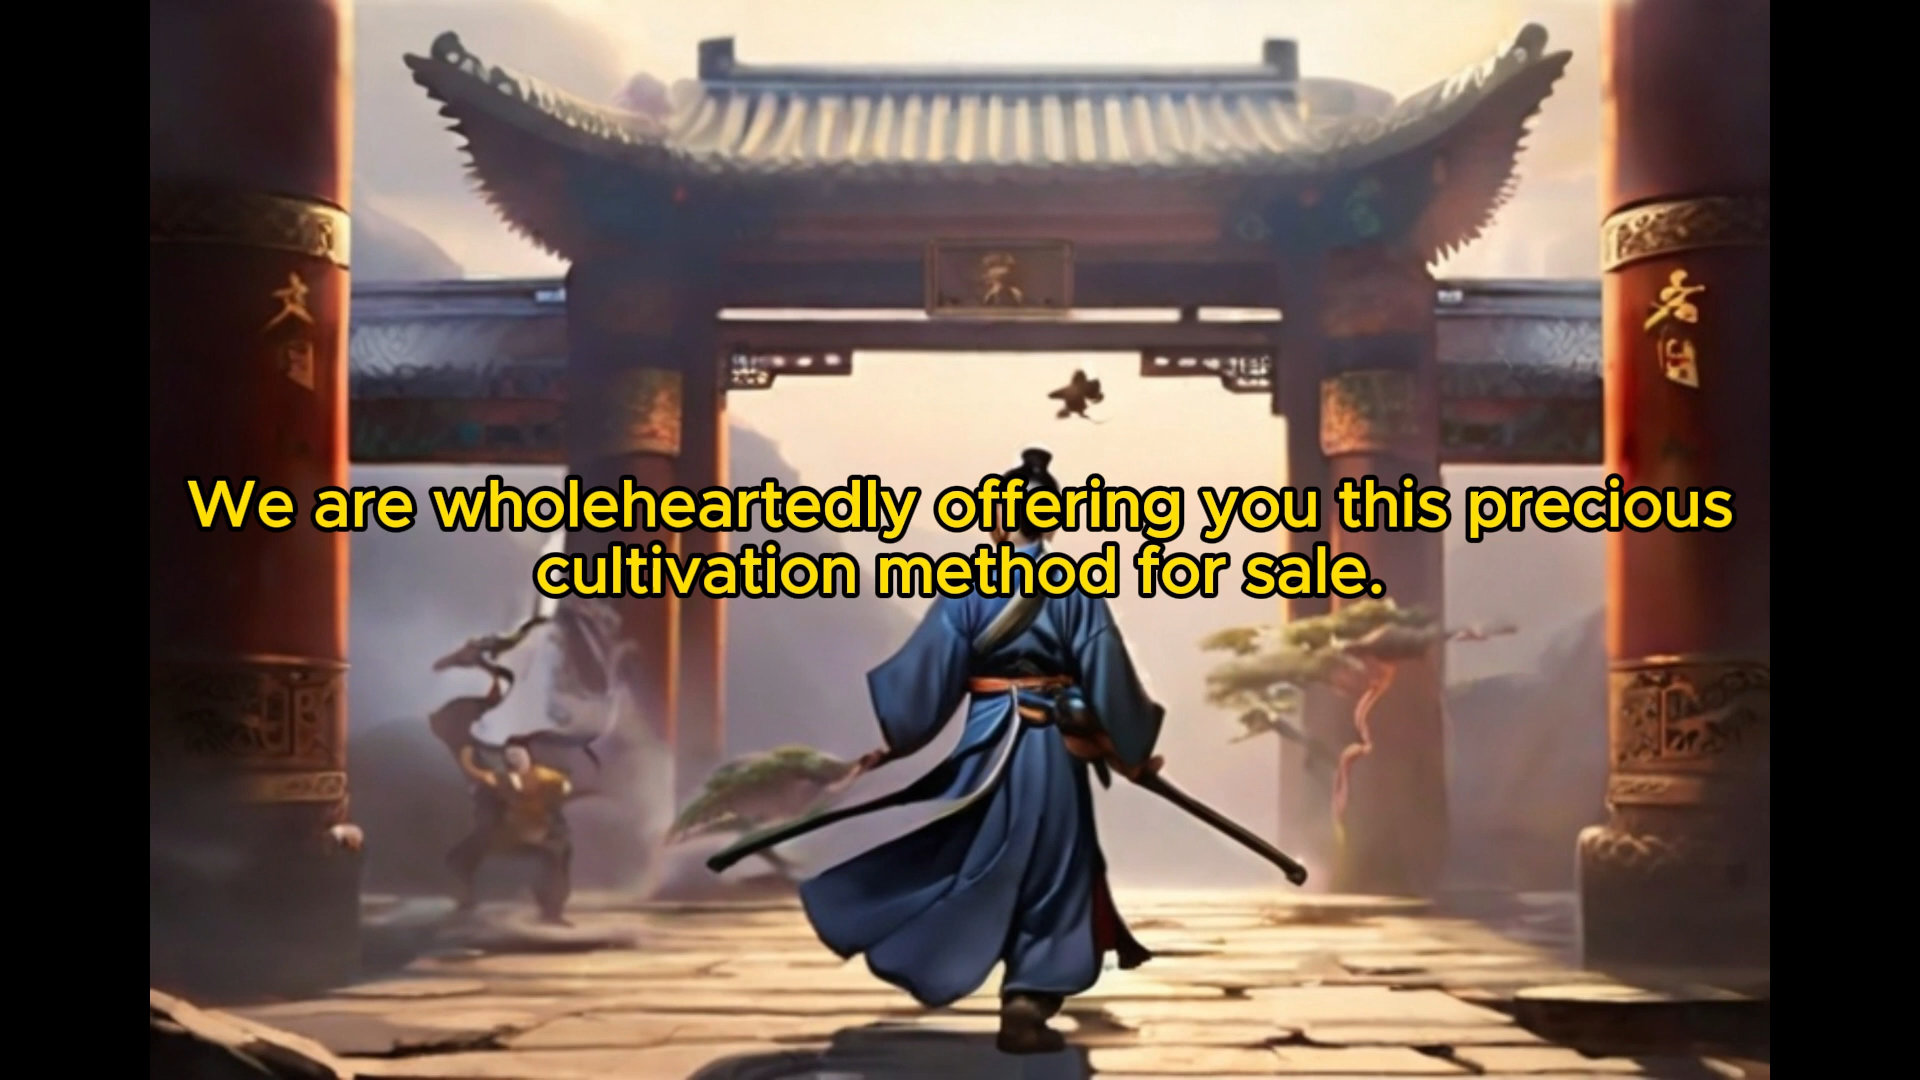 We are wholeheartedly offering you this precious
cultivation method for sale.